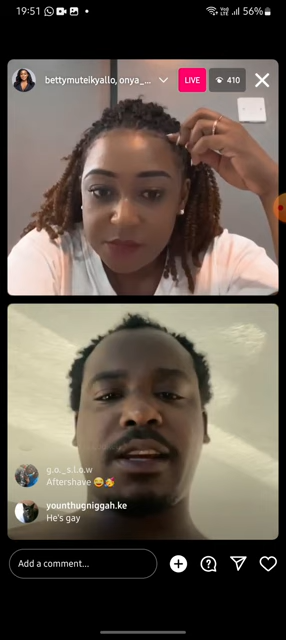 19:51 56%
bettymuteikyallo, onya_... LIVE 410
g.o._s.l.o.w
Aftershave 😂🥳
younthugniggah.ke
He's gay
Add a comment...